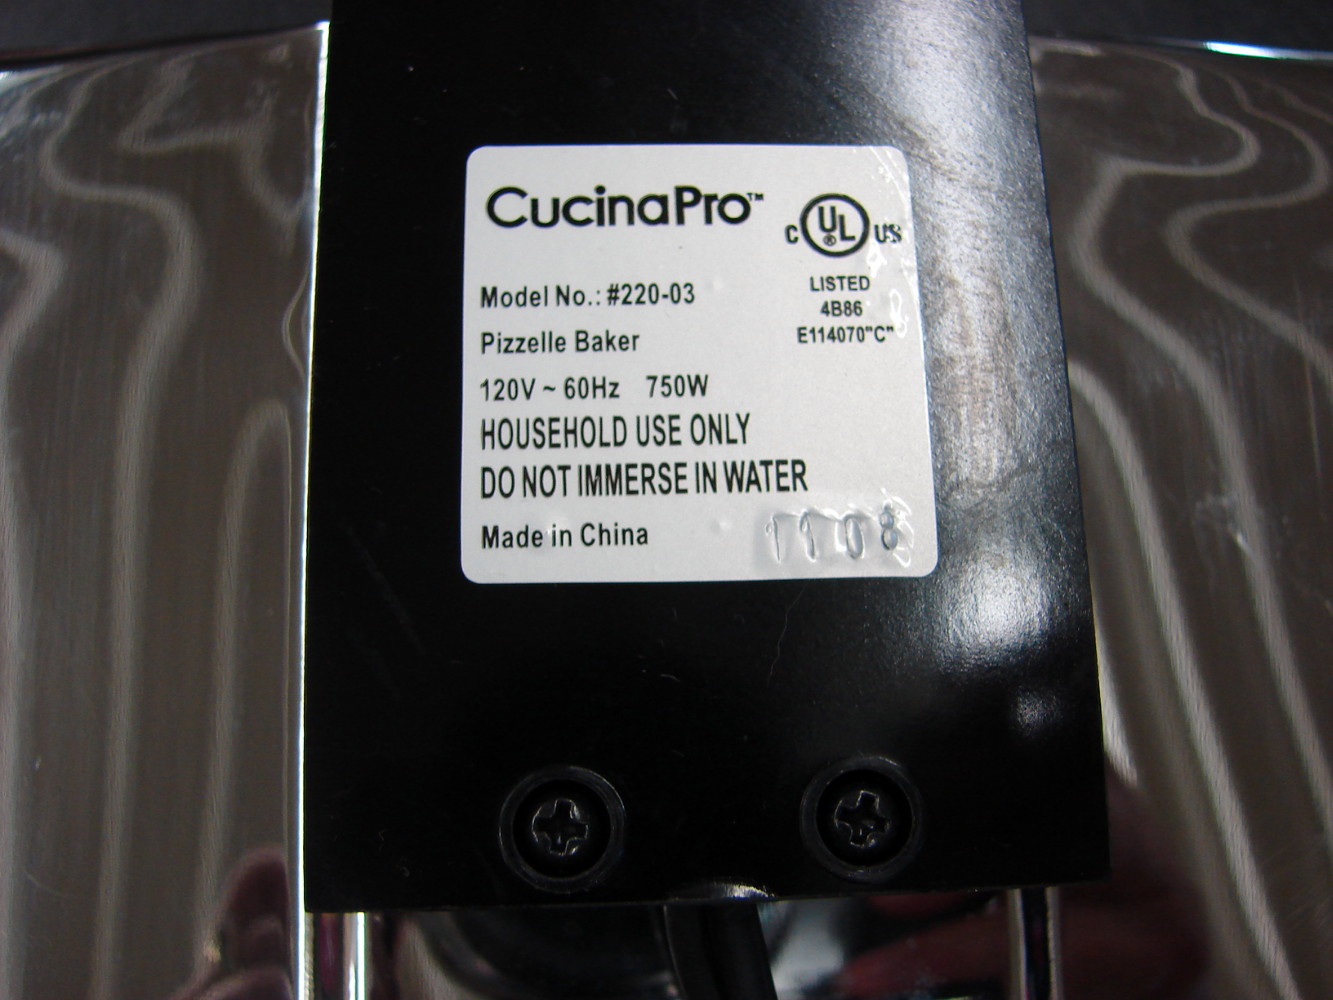 CucinaPro™
C UL® US
LISTED
4B86
E114070"C"
Model No.: #220-03
Pizzelle Baker
120V ~ 60Hz 750W
HOUSEHOLD USE ONLY
DO NOT IMMERSE IN WATER
Made in China
1108